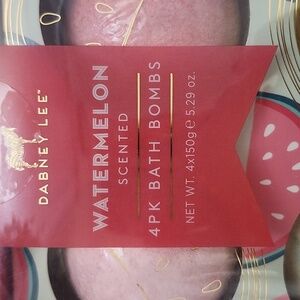 DABNEY LEE™
WATERMELON
SCENTED
4PK BATH BOMBS
NET WT. 4x150g ℮ 5.29 oz.